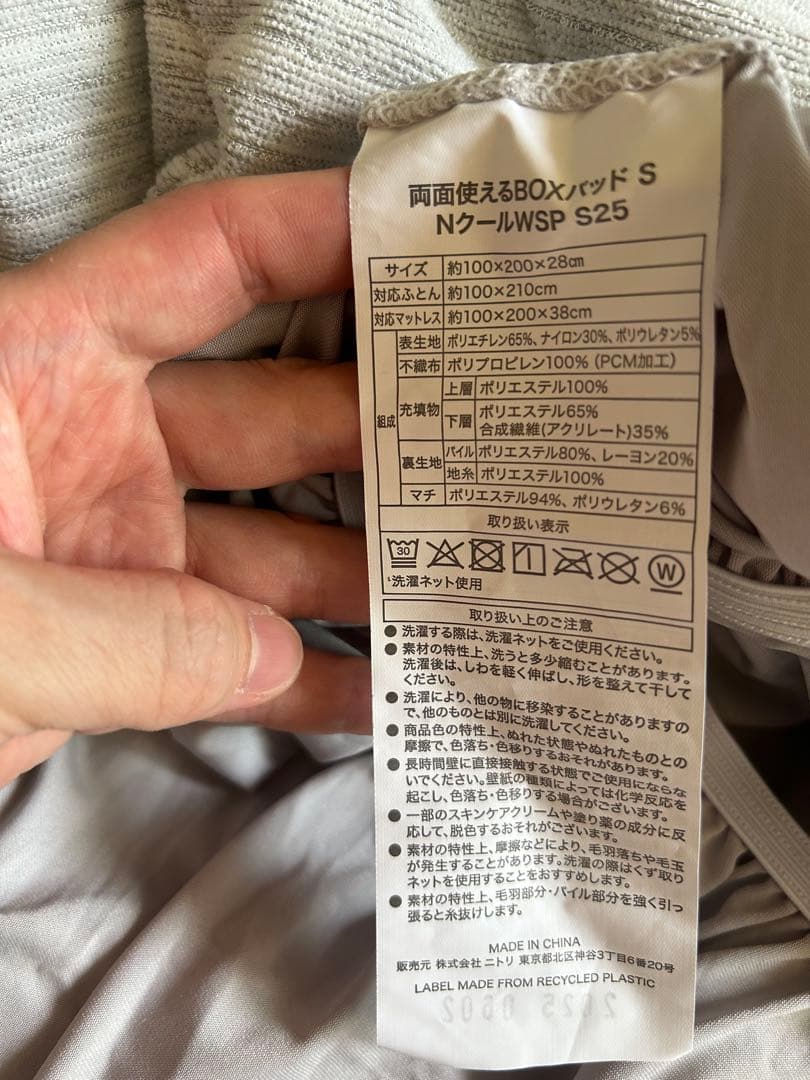 両面使えるBOXパッド S
NクールWSP S25
サイズ 約100×200×28cm
対応ふとん 約100×210cm
対応マットレス 約100×200×38cm
組成 表生地 ポリエチレン65%、ナイロン30%、ポリウレタン5%
不織布 ポリプロピレン100% (PCM加工)
充填物 上層 ポリエステル100%
下層 ポリエステル65%
合成繊維(アクリレート)35%
裏生地 パイル ポリエステル80%、レーヨン20%
地糸 ポリエステル100%
マチ ポリエステル94%、ポリウレタン6%
取り扱い表示
30 W
洗濯ネット使用
取り扱い上のご注意
● 洗濯する際は、洗濯ネットをご使用ください。
● 素材の特性上、洗うと多少縮むことがあります。
洗濯後は、しわを軽く伸ばし、形を整えて干して
ください。
● 洗濯により、他の物に移染することがありますの
で、他のものとは別に洗濯してください。
● 商品色の特性上、ぬれた状態やぬれたものとの
摩擦で、色落ち・色移りするおそれがあります。
● 長時間壁に直接接触する状態でご使用にならな
いでください。壁紙の種類によっては化学反応を
起こし、色落ち・色移りする場合がございます。
● 一部のスキンケアクリームや塗り薬の成分に反
応して、脱色するおそれがございます。
● 素材の特性上、摩擦などにより、毛羽落ちや毛玉
が発生することがあります。洗濯の際はくず取り
ネットを使用することをおすすめします。
● 素材の特性上、毛羽部分・パイル部分を強く引っ
張ると糸抜けします。
MADE IN CHINA
販売元 株式会社 ニトリ 東京都北区神谷3丁目6番20号
LABEL MADE FROM RECYCLED PLASTIC